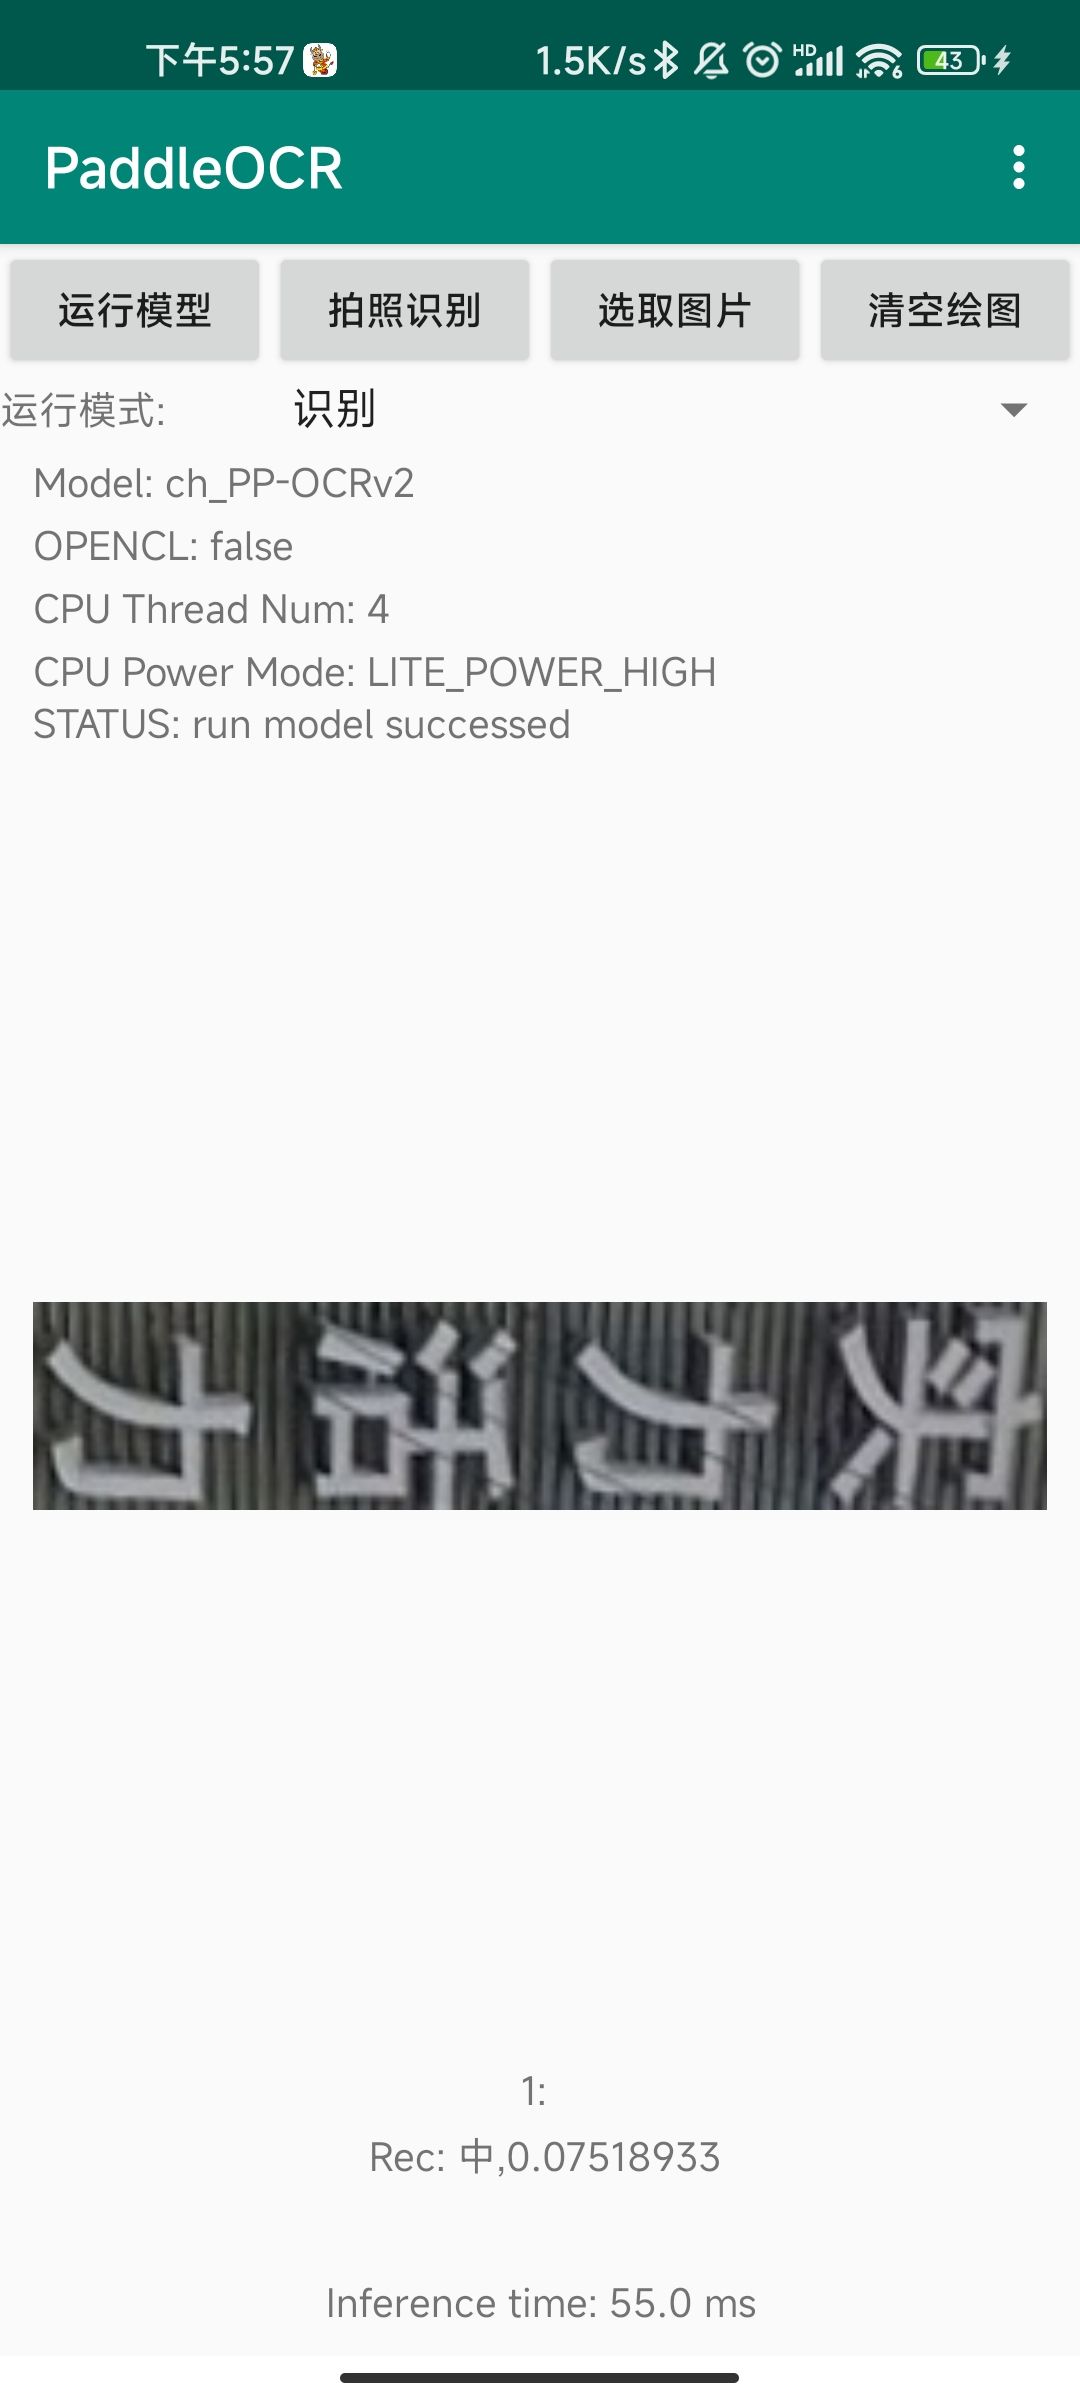 下午5:57 1.5K/s HD 6 43
PaddleOCR
运行模型 拍照识别 选取图片 清空绘图
运行模式: 识别
Model: ch_PP-OCRv2
OPENCL: false
CPU Thread Num: 4
CPU Power Mode: LITE_POWER_HIGH
STATUS: run model successed
1:
Rec: 中,0.07518933
Inference time: 55.0 ms